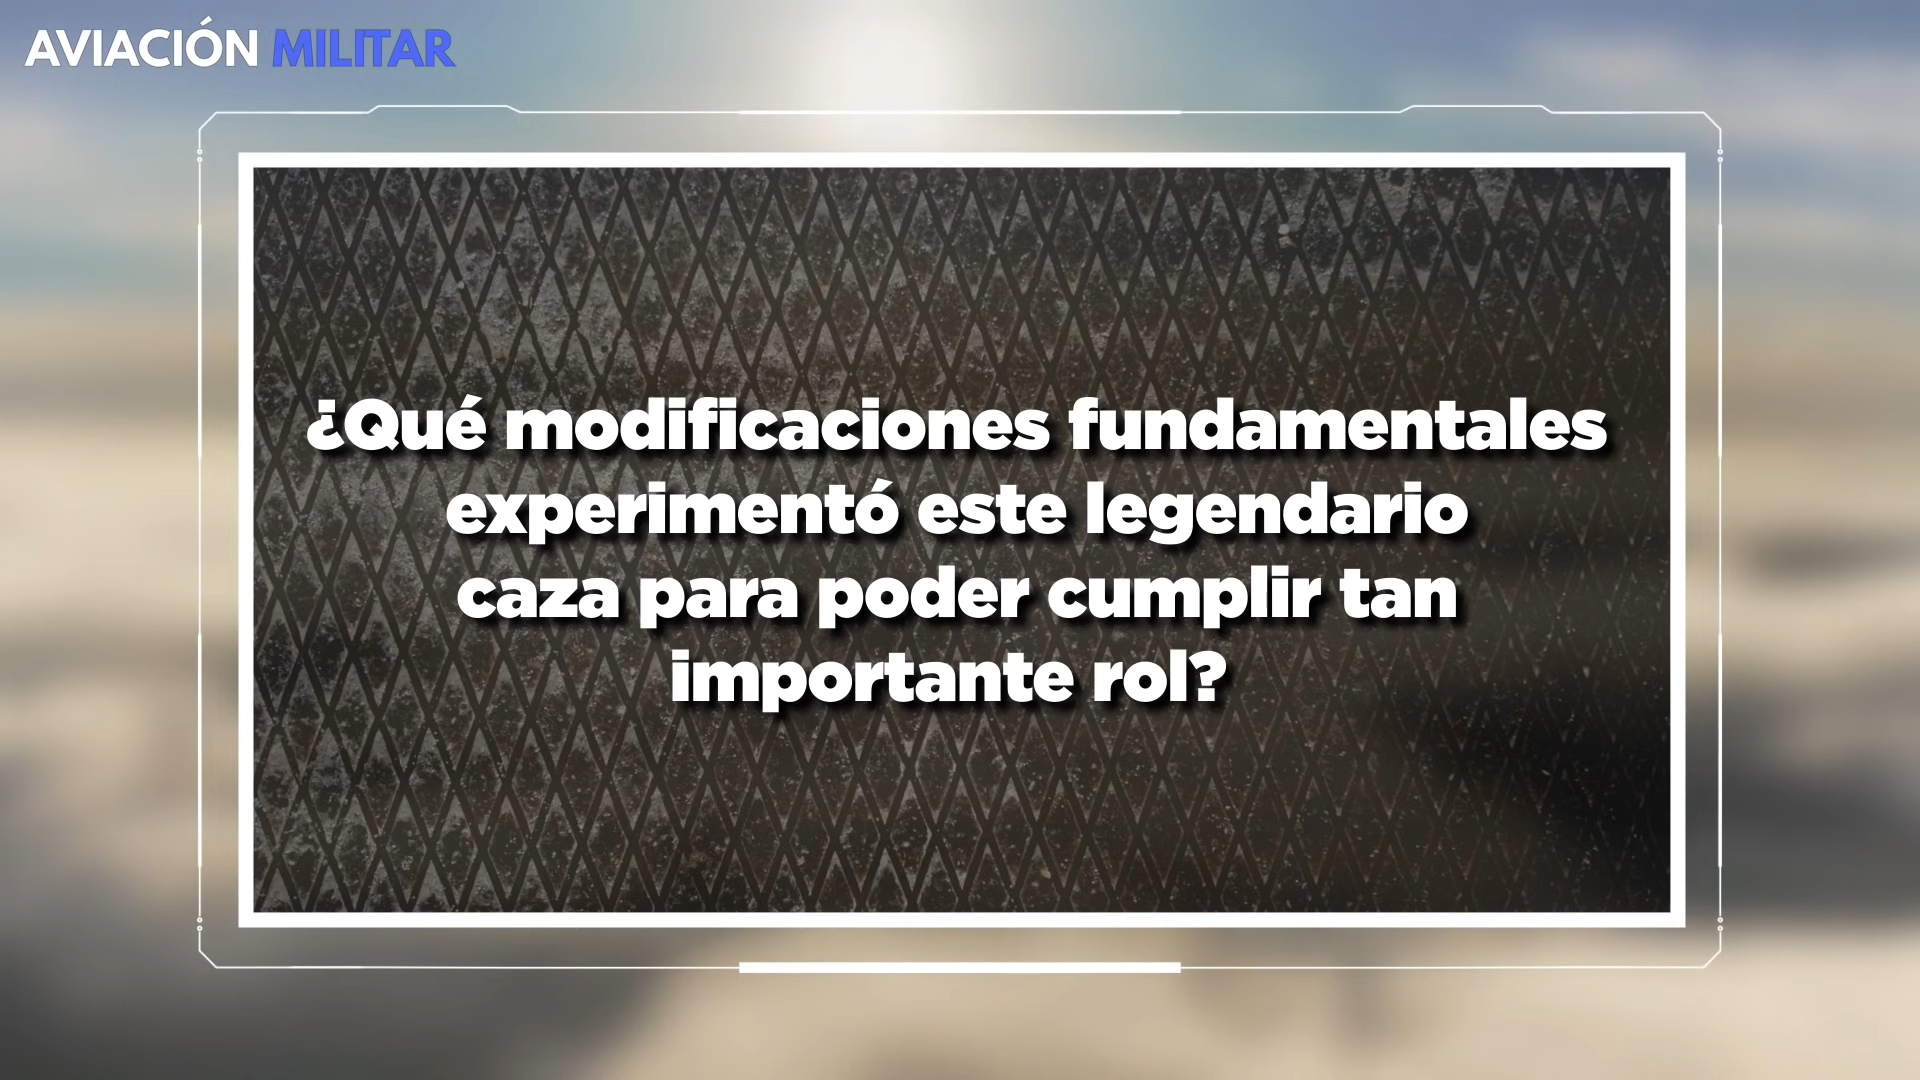 AVIACIÓN MILITAR
¿Qué modificaciones fundamentales
experimentó este legendario
caza para poder cumplir tan
importante rol?